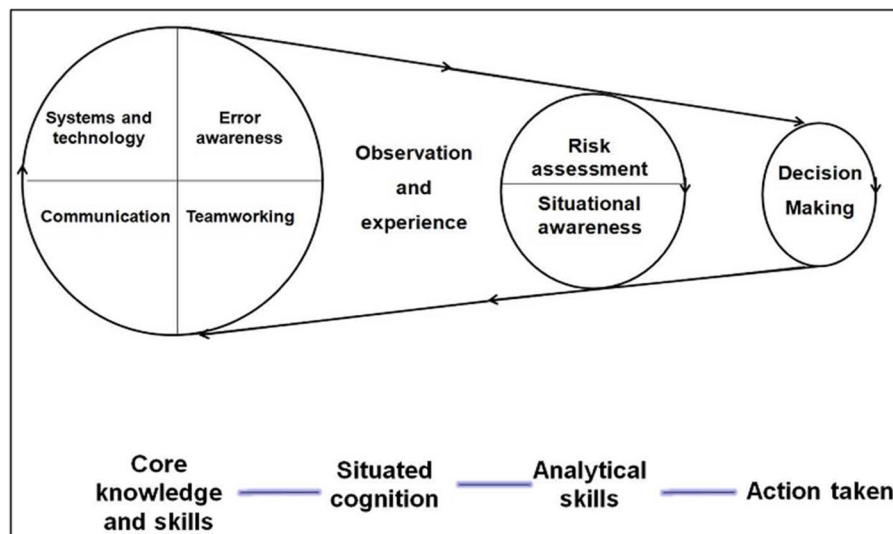 Systems and
technology
Error
awareness
Communication
Teamworking
Observation
and
experience
Risk
assessment
Situational
awareness
Decision
Making
Core
knowledge
and skills
Situated
cognition
Analytical
skills
Action taken